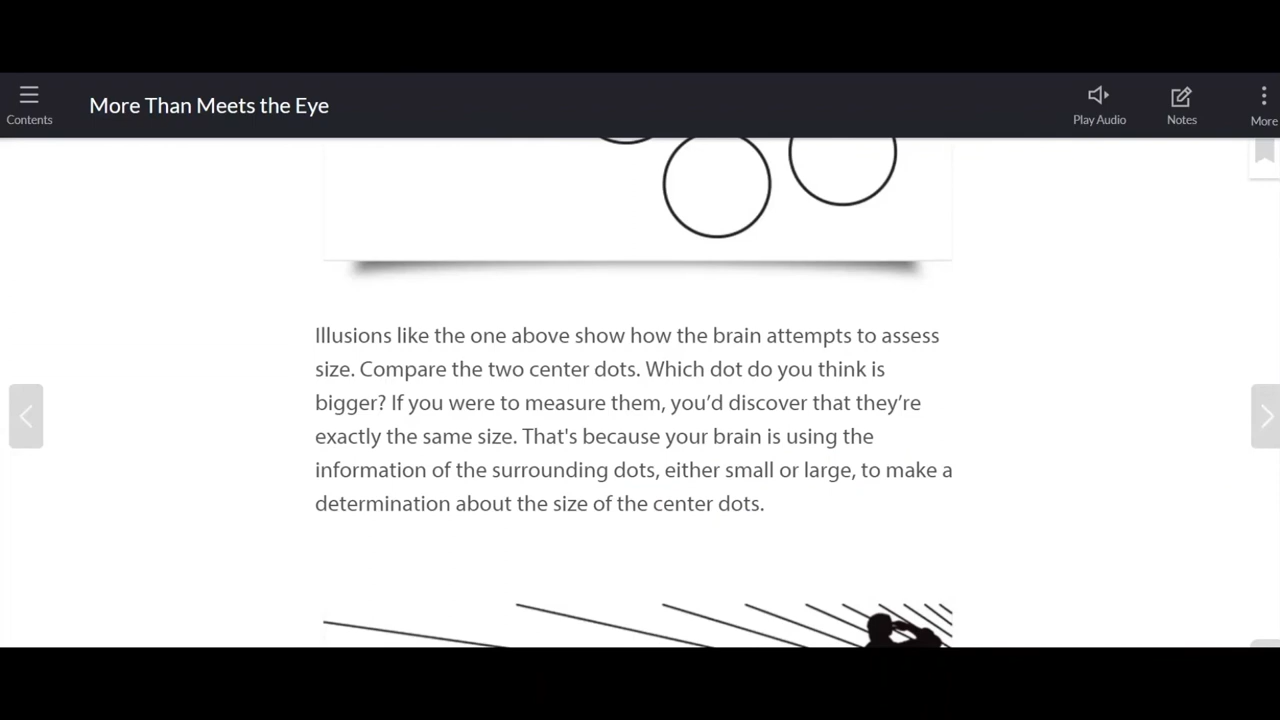 More Than Meets the Eye
Contents
Play Audio
Notes
More
Illusions like the one above show how the brain attempts to assess
size. Compare the two center dots. Which dot do you think is
bigger? If you were to measure them, you’d discover that they’re
exactly the same size. That's because your brain is using the
information of the surrounding dots, either small or large, to make a
determination about the size of the center dots.